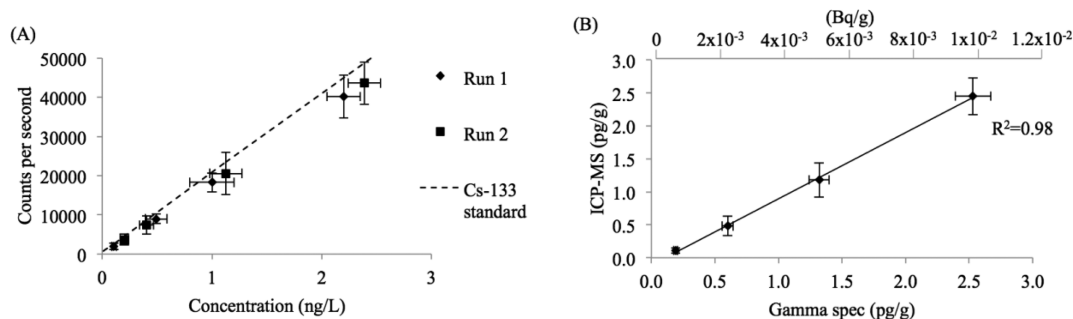 (A)
50000
40000
30000
20000
10000
0
Counts per second
0 1 2 3
Concentration (ng/L)
Run 1
Run 2
Cs-133
standard
(B)
(Bq/g)
0 2x10⁻³ 4x10⁻³ 6x10⁻³ 8x10⁻³ 1x10⁻² 1.2x10⁻²
3.0
2.5
2.0
1.5
1.0
0.5
0.0
ICP-MS (pg/g)
R²=0.98
0.0 0.5 1.0 1.5 2.0 2.5 3.0
Gamma spec (pg/g)